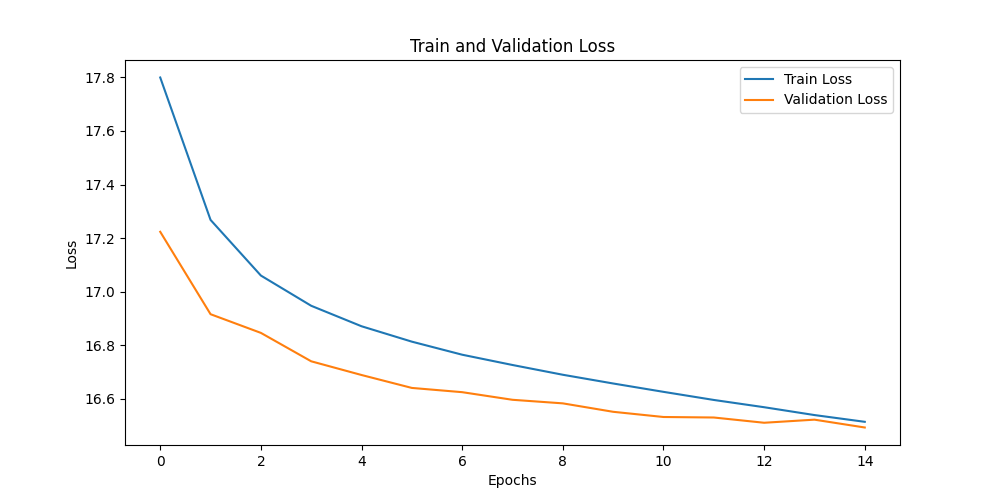 Train and Validation Loss
Train Loss
Validation Loss
17.8
17.6
17.4
17.2
17.0
16.8
16.6
Loss
0 2 4 6 8 10 12 14
Epochs